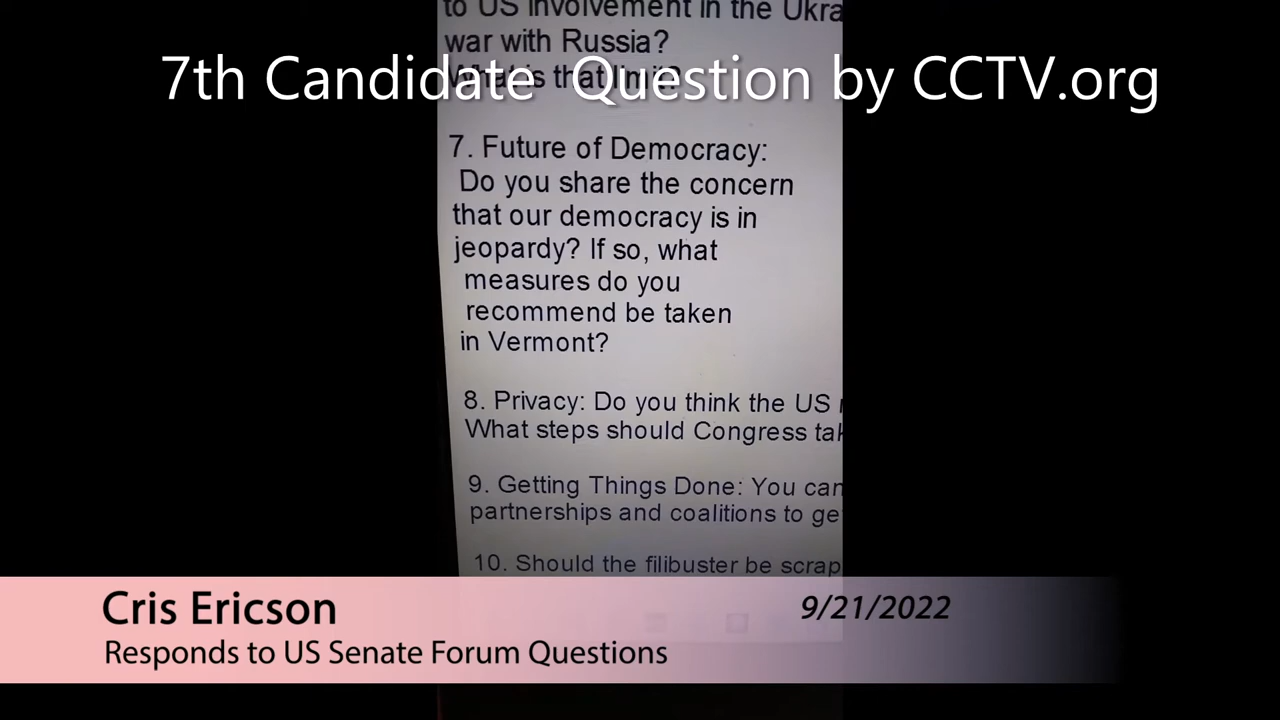 to US involvement in the Ukra
war with Russia?
What is that limit?
7th Candidate Question by CCTV.org
7. Future of Democracy:
Do you share the concern
that our democracy is in
jeopardy? If so, what
measures do you
recommend be taken
in Vermont?
8. Privacy: Do you think the US
What steps should Congress tak
9. Getting Things Done: You can
partnerships and coalitions to ge
10. Should the filibuster be scrap
Cris Ericson
9/21/2022
Responds to US Senate Forum Questions